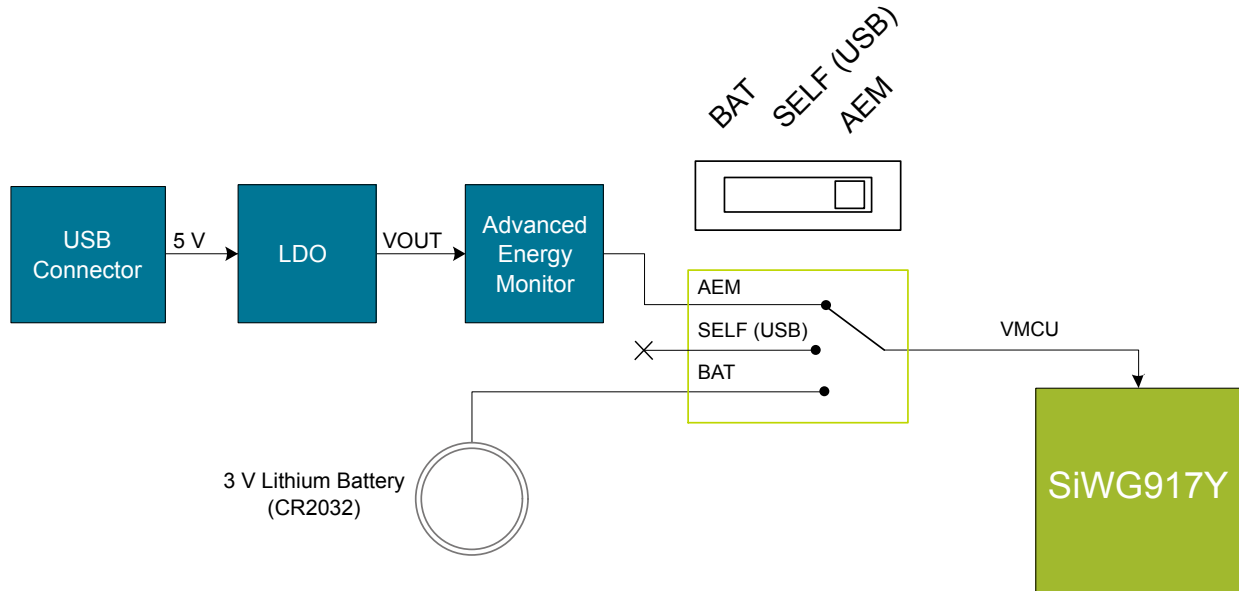 BAT
SELF (USB)
AEM
USB
Connector
5 V
LDO
VOUT
Advanced
Energy
Monitor
AEM
SELF (USB)
BAT
VMCU
3 V Lithium Battery
(CR2032)
SiWG917Y